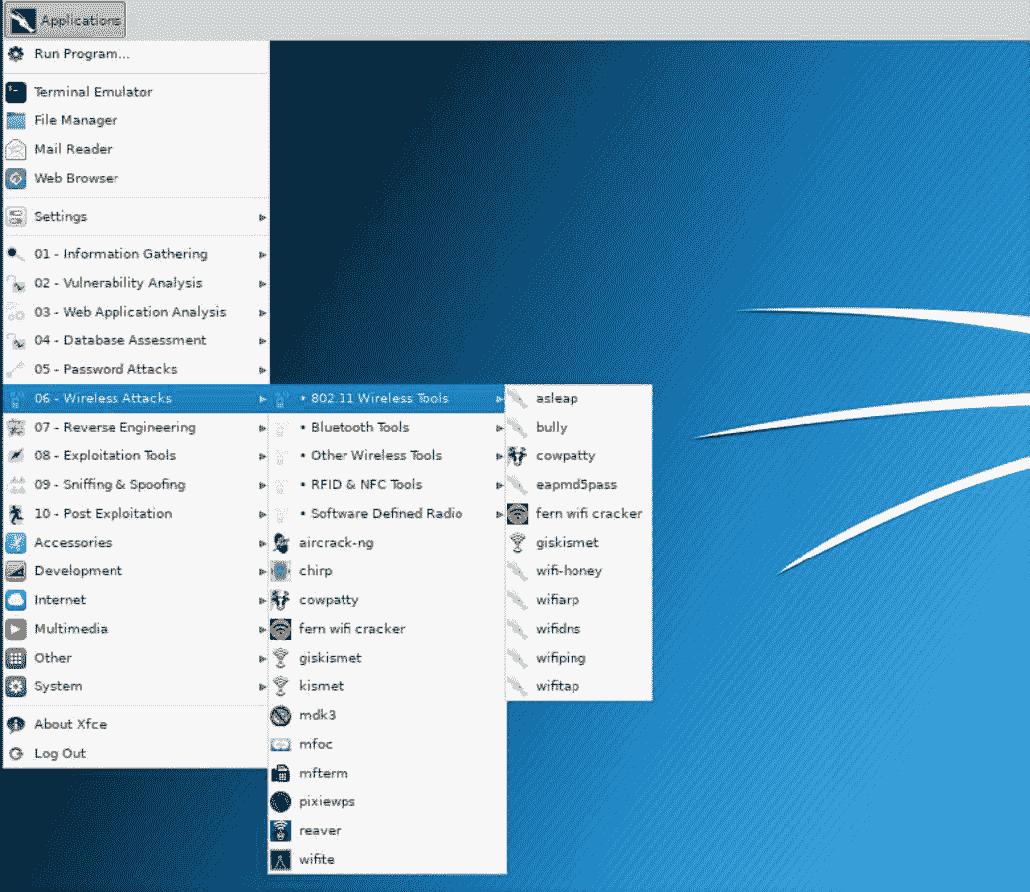 Applications
Run Program...
Terminal Emulator
File Manager
Mail Reader
Web Browser
Settings
01 - Information Gathering
02 - Vulnerability Analysis
03 - Web Application Analysis
04 - Database Assessment
05 - Password Attacks
06 - Wireless Attacks
07 - Reverse Engineering
08 - Exploitation Tools
09 - Sniffing & Spoofing
10 - Post Exploitation
Accessories
Development
Internet
Multimedia
Other
System
About Xfce
Log Out
• 802.11 Wireless Tools
• Bluetooth Tools
• Other Wireless Tools
• RFID & NFC Tools
• Software Defined Radio
aircrack-ng
chirp
cowpatty
fern wifi cracker
giskismet
kismet
mdk3
mfoc
mfterm
pixiewps
reaver
wifite
asleap
bully
cowpatty
eapmd5pass
fern wifi cracker
giskismet
wifi-honey
wifiarp
wifidns
wifiping
wifitap